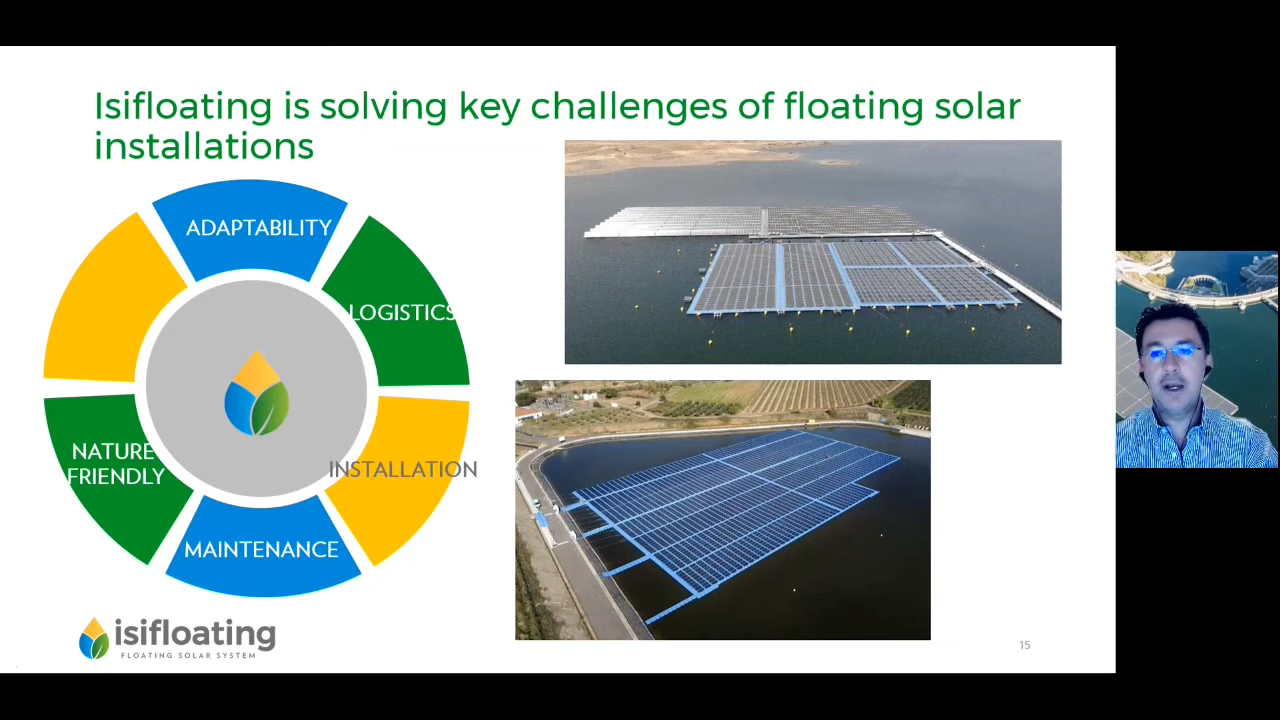 Isifloating is solving key challenges of floating solar
installations
ADAPTABILITY
LOGISTICS
NATURE
FRIENDLY
INSTALLATION
MAINTENANCE
isifloating
FLOATING SOLAR SYSTEM
15